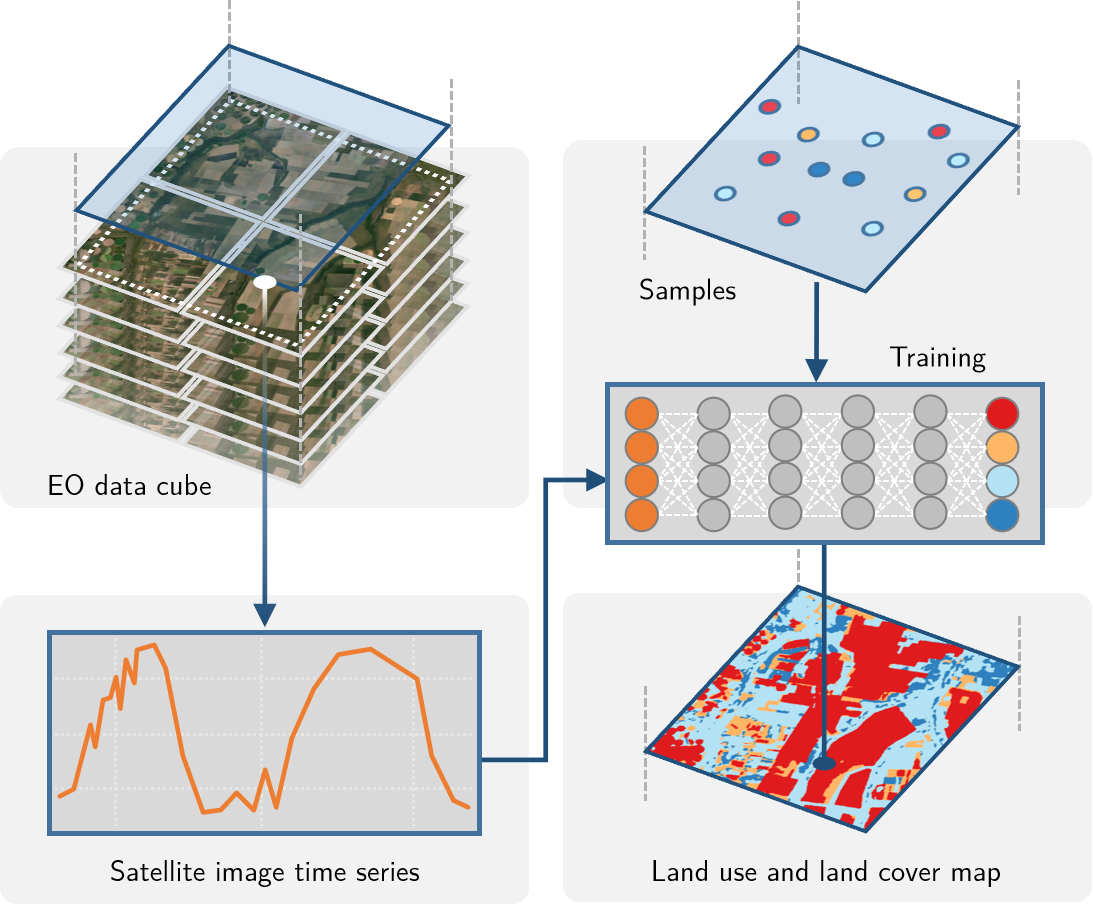 Samples
Training
EO data cube
Satellite image time series
Land use and land cover map